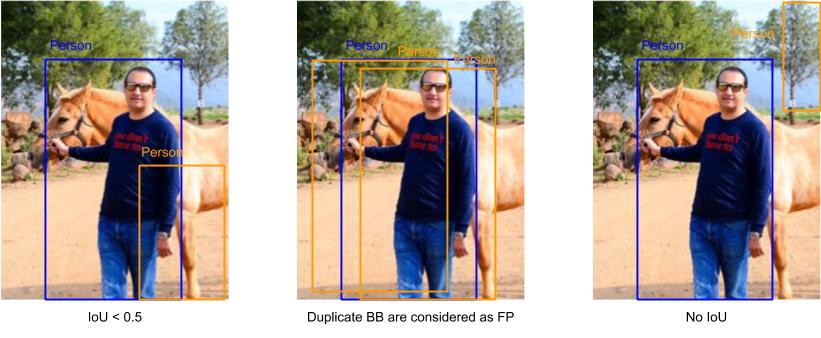 Person
you don't
have to
Person
IoU < 0.5
Person
Person
Person
you don't
have to
Duplicate BB are considered as FP
Person
Person
you don't
have to
No IoU